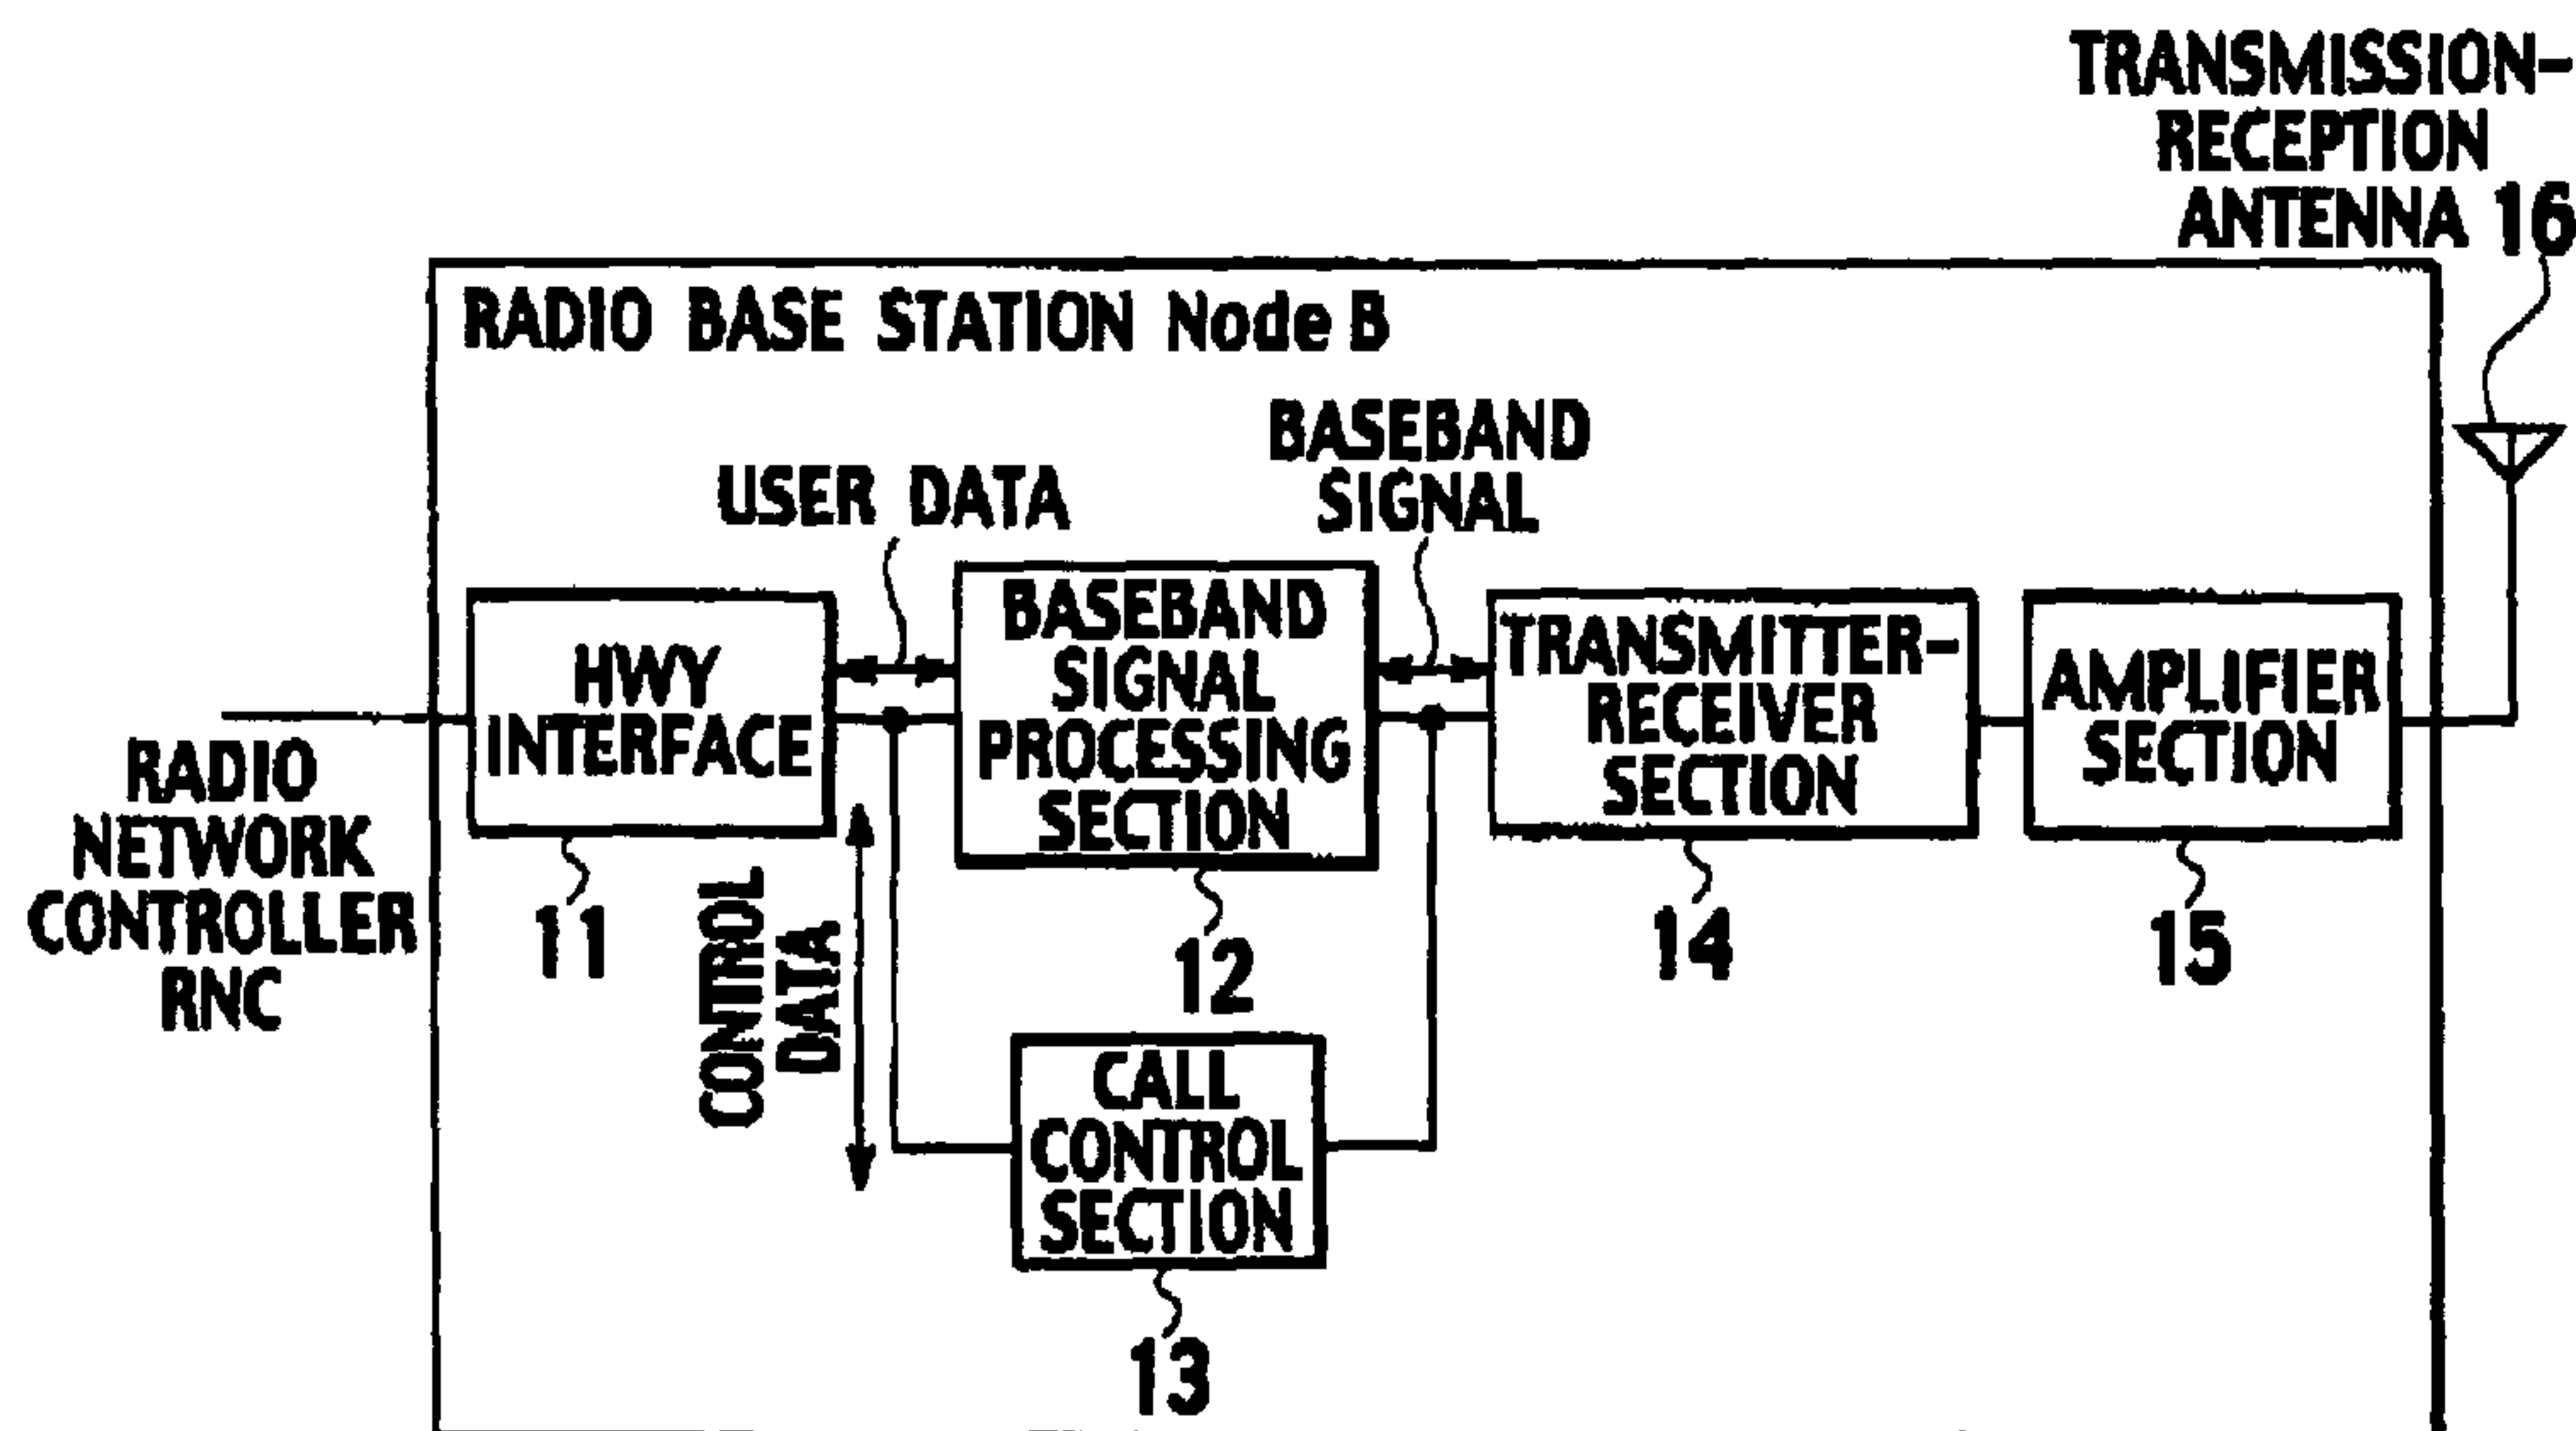 TRANSMISSION-
RECEPTION
ANTENNA 16
RADIO BASE STATION Node B
USER DATA
BASEBAND
SIGNAL
HWY
INTERFACE
11
BASEBAND
SIGNAL
PROCESSING
SECTION
12
TRANSMITTER-
RECEIVER
SECTION
14
AMPLIFIER
SECTION
15
RADIO
NETWORK
CONTROLLER
RNC
CONTROL
DATA
CALL
CONTROL
SECTION
13